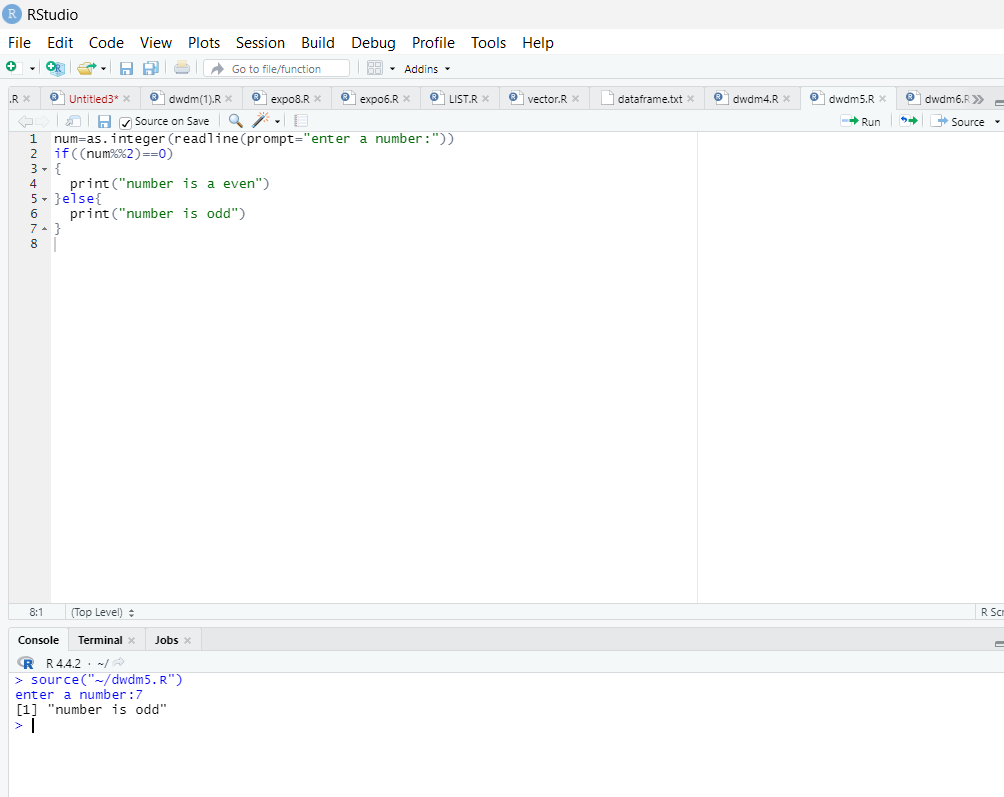 RStudio
File Edit Code View Plots Session Build Debug Profile Tools Help
Go to file/function Addins
.R Untitled3* dwdm(1).R expo8.R expo6.R LIST.R vector.R dataframe.txt dwdm4.R dwdm5.R dwdm6.R
Source on Save Run Source
1 num=as.integer(readline(prompt="enter a number:"))
2 if((num%%2)==0)
3 {
4 print("number is a even")
5 }else{
6 print("number is odd")
7 }
8
8:1 (Top Level) R Scr
Console Terminal Jobs
R R 4.4.2 · ~/
> source("~/dwdm5.R")
enter a number:7
[1] "number is odd"
>